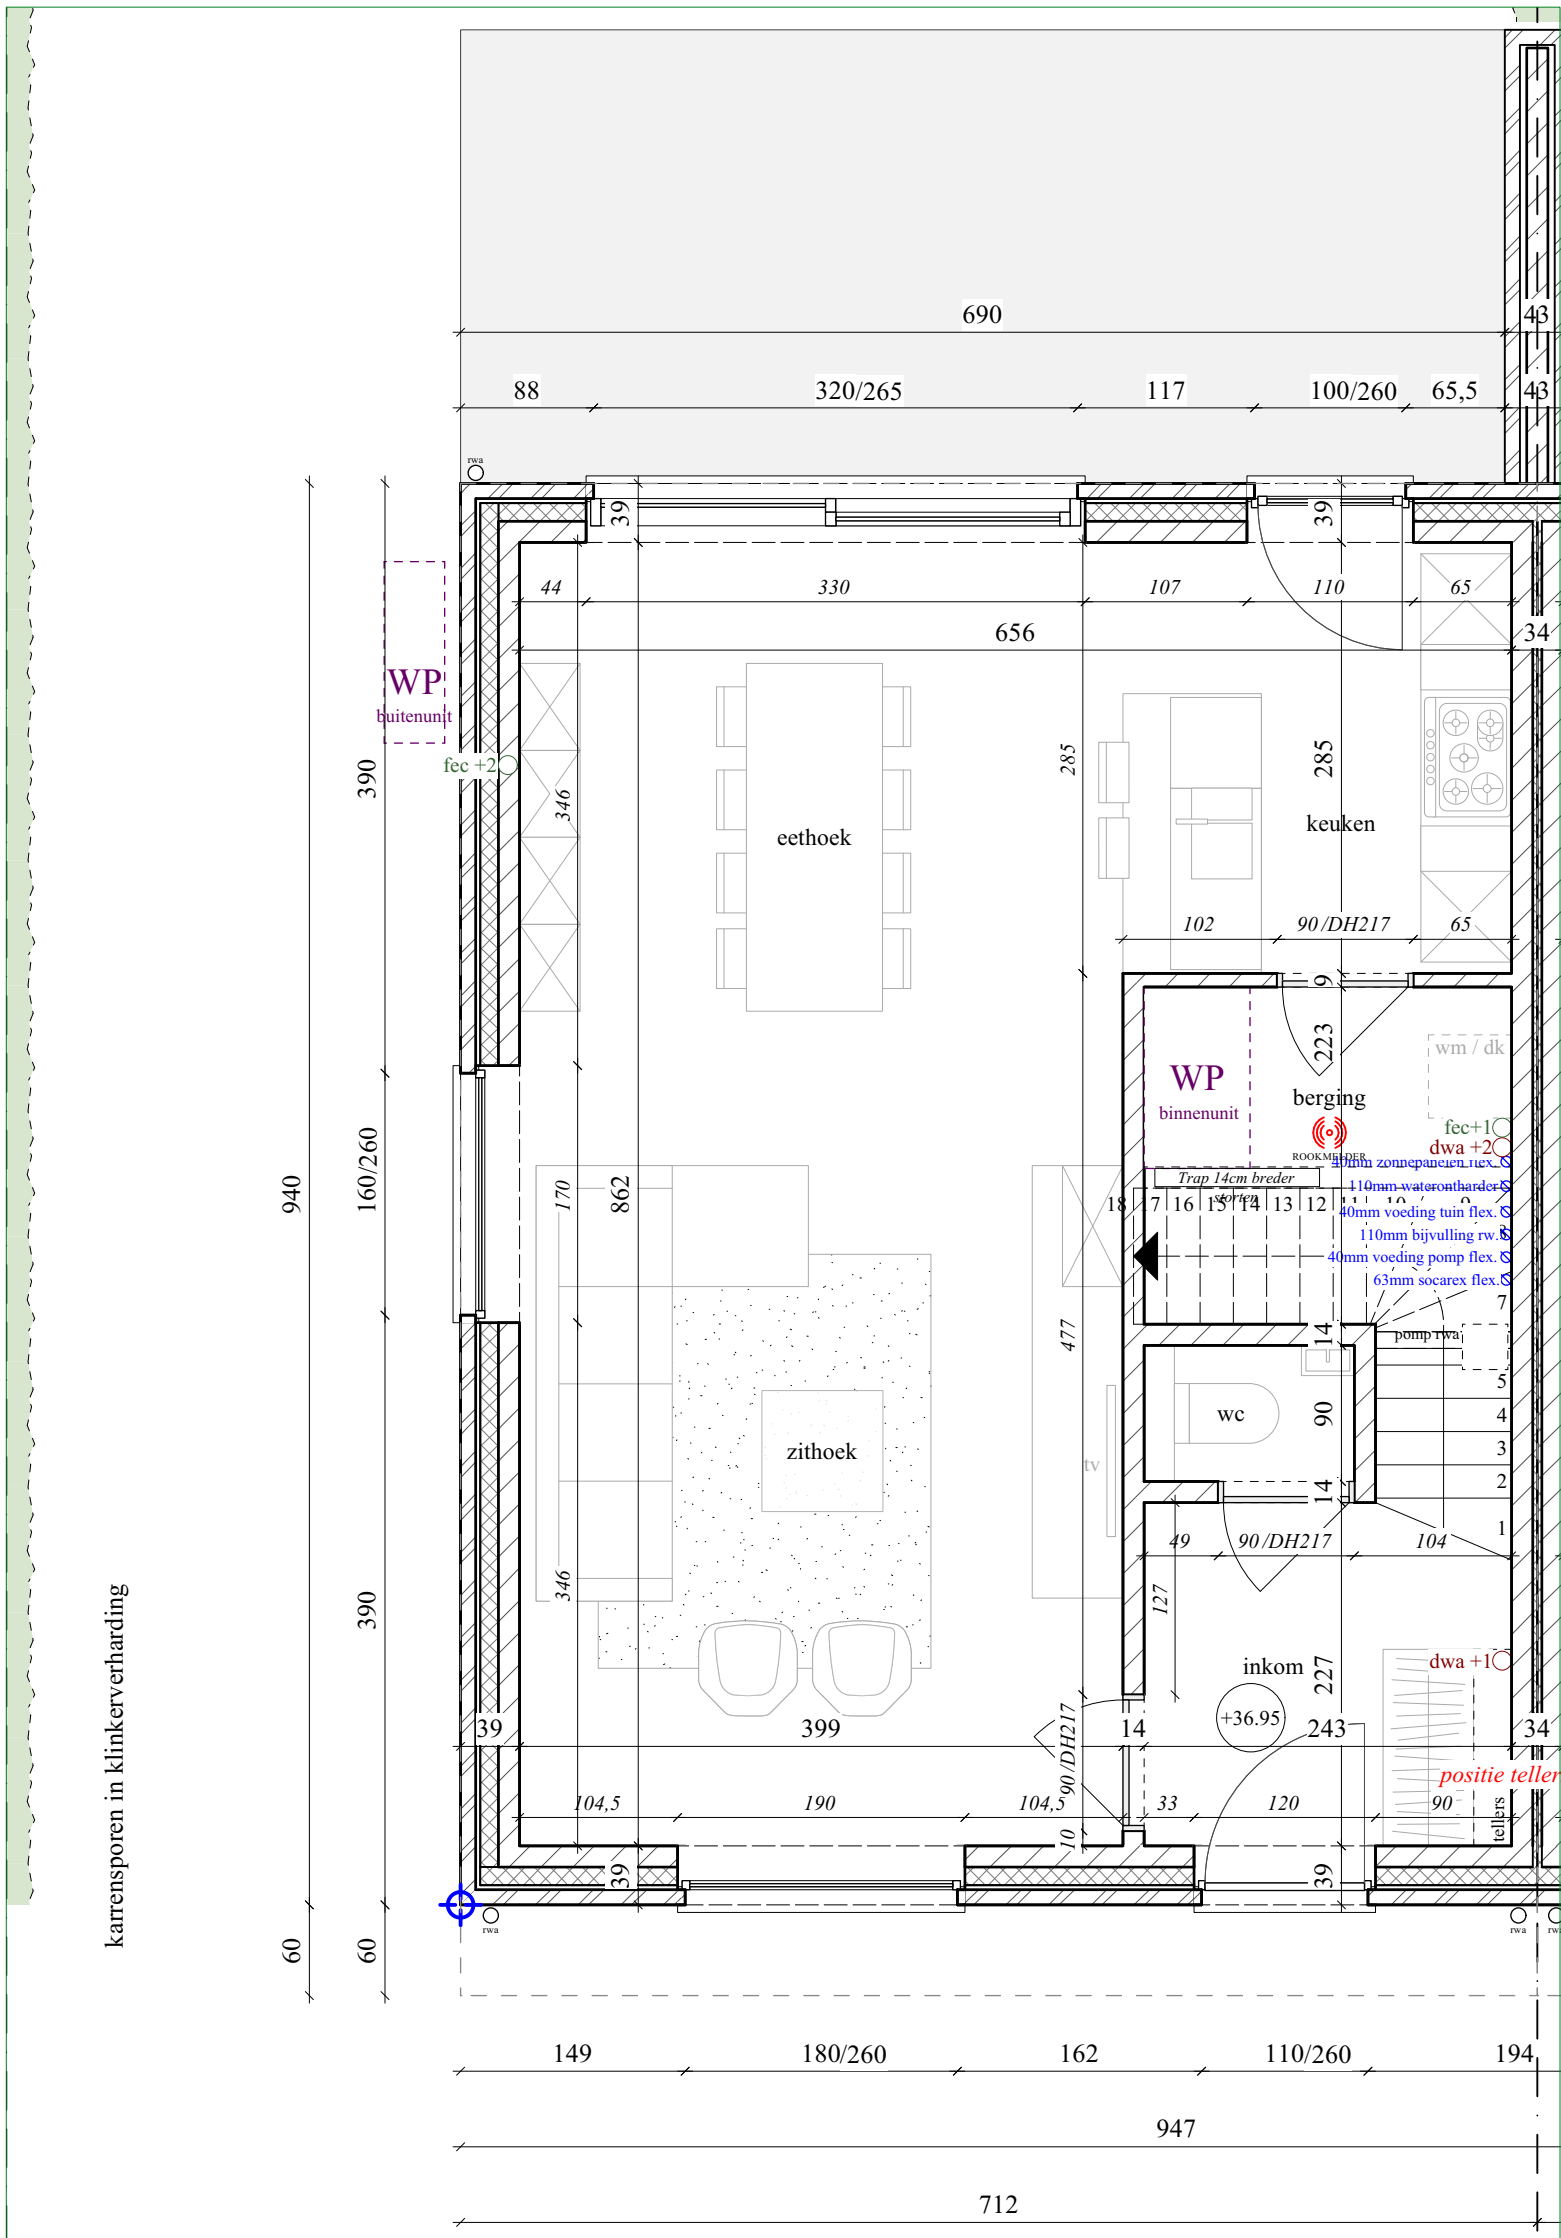 690
43
88
320/265
117
100/260
65,5
43
rwa
39
39
44
330
107
110
65
656
34
WP
buitenunit
fec +2
390
346
eethoek
285
285
keuken
102
90/DH217
65
9
223
wm / dk
WP
binnenunit
berging
ROOKMELDER
fec+1
dwa +2
40mm zonnepanelen flex.
Trap 14cm breder
storten
110mm waterontharder
18 17 16 15 14 13 12 11 10 9
40mm voeding tuin flex.
110mm bijvulling rw.
40mm voeding pomp flex.
63mm socarex flex.
7
940
160/260
170
862
477
14
pomp rwa
5
4
3
2
1
wc
90
tv
14
zithoek
49
90/DH217
104
346
390
127
karrensporen in klinkerverharding
inkom
227
dwa +1
+36.95
39
399
90/DH217
14
243
34
positie teller
104,5
190
104,5
33
120
90
tellers
10
39
39
rwa
rwa
rw
60
60
149
180/260
162
110/260
194
947
712